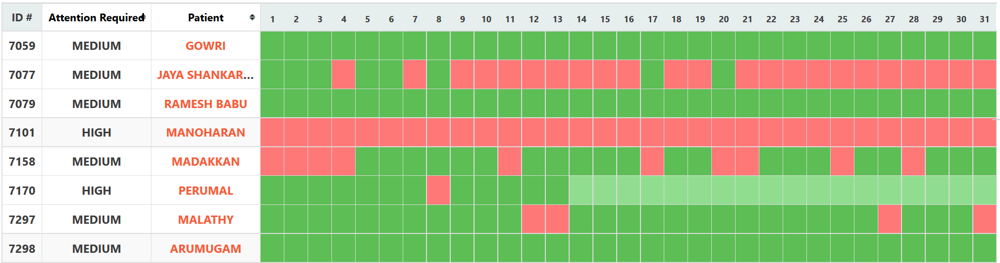 ID # Attention Required Patient 1 2 3 4 5 6 7 8 9 10 11 12 13 14 15 16 17 18 19 20 21 22 23 24 25 26 27 28 29 30 31
7059 MEDIUM GOWRI
7077 MEDIUM JAYA SHANKAR...
7079 MEDIUM RAMESH BABU
7101 HIGH MANOHARAN
7158 MEDIUM MADAKKAN
7170 HIGH PERUMAL
7297 MEDIUM MALATHY
7298 MEDIUM ARUMUGAM